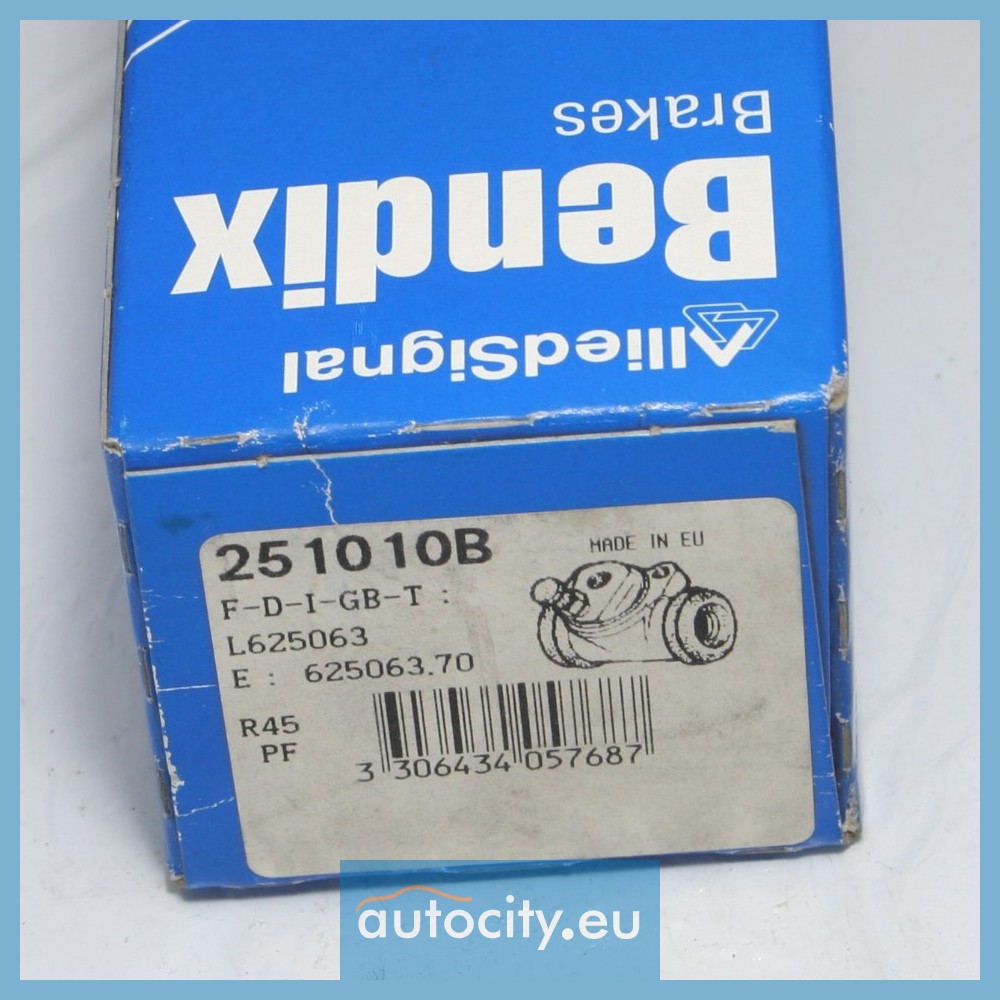 AlliedSignal
Bendix
Brakes
251010B
MADE IN EU
F-D-I-GB-T :
L625063
E : 625063.70
R45
PF
3 306434 057687
autocity.eu